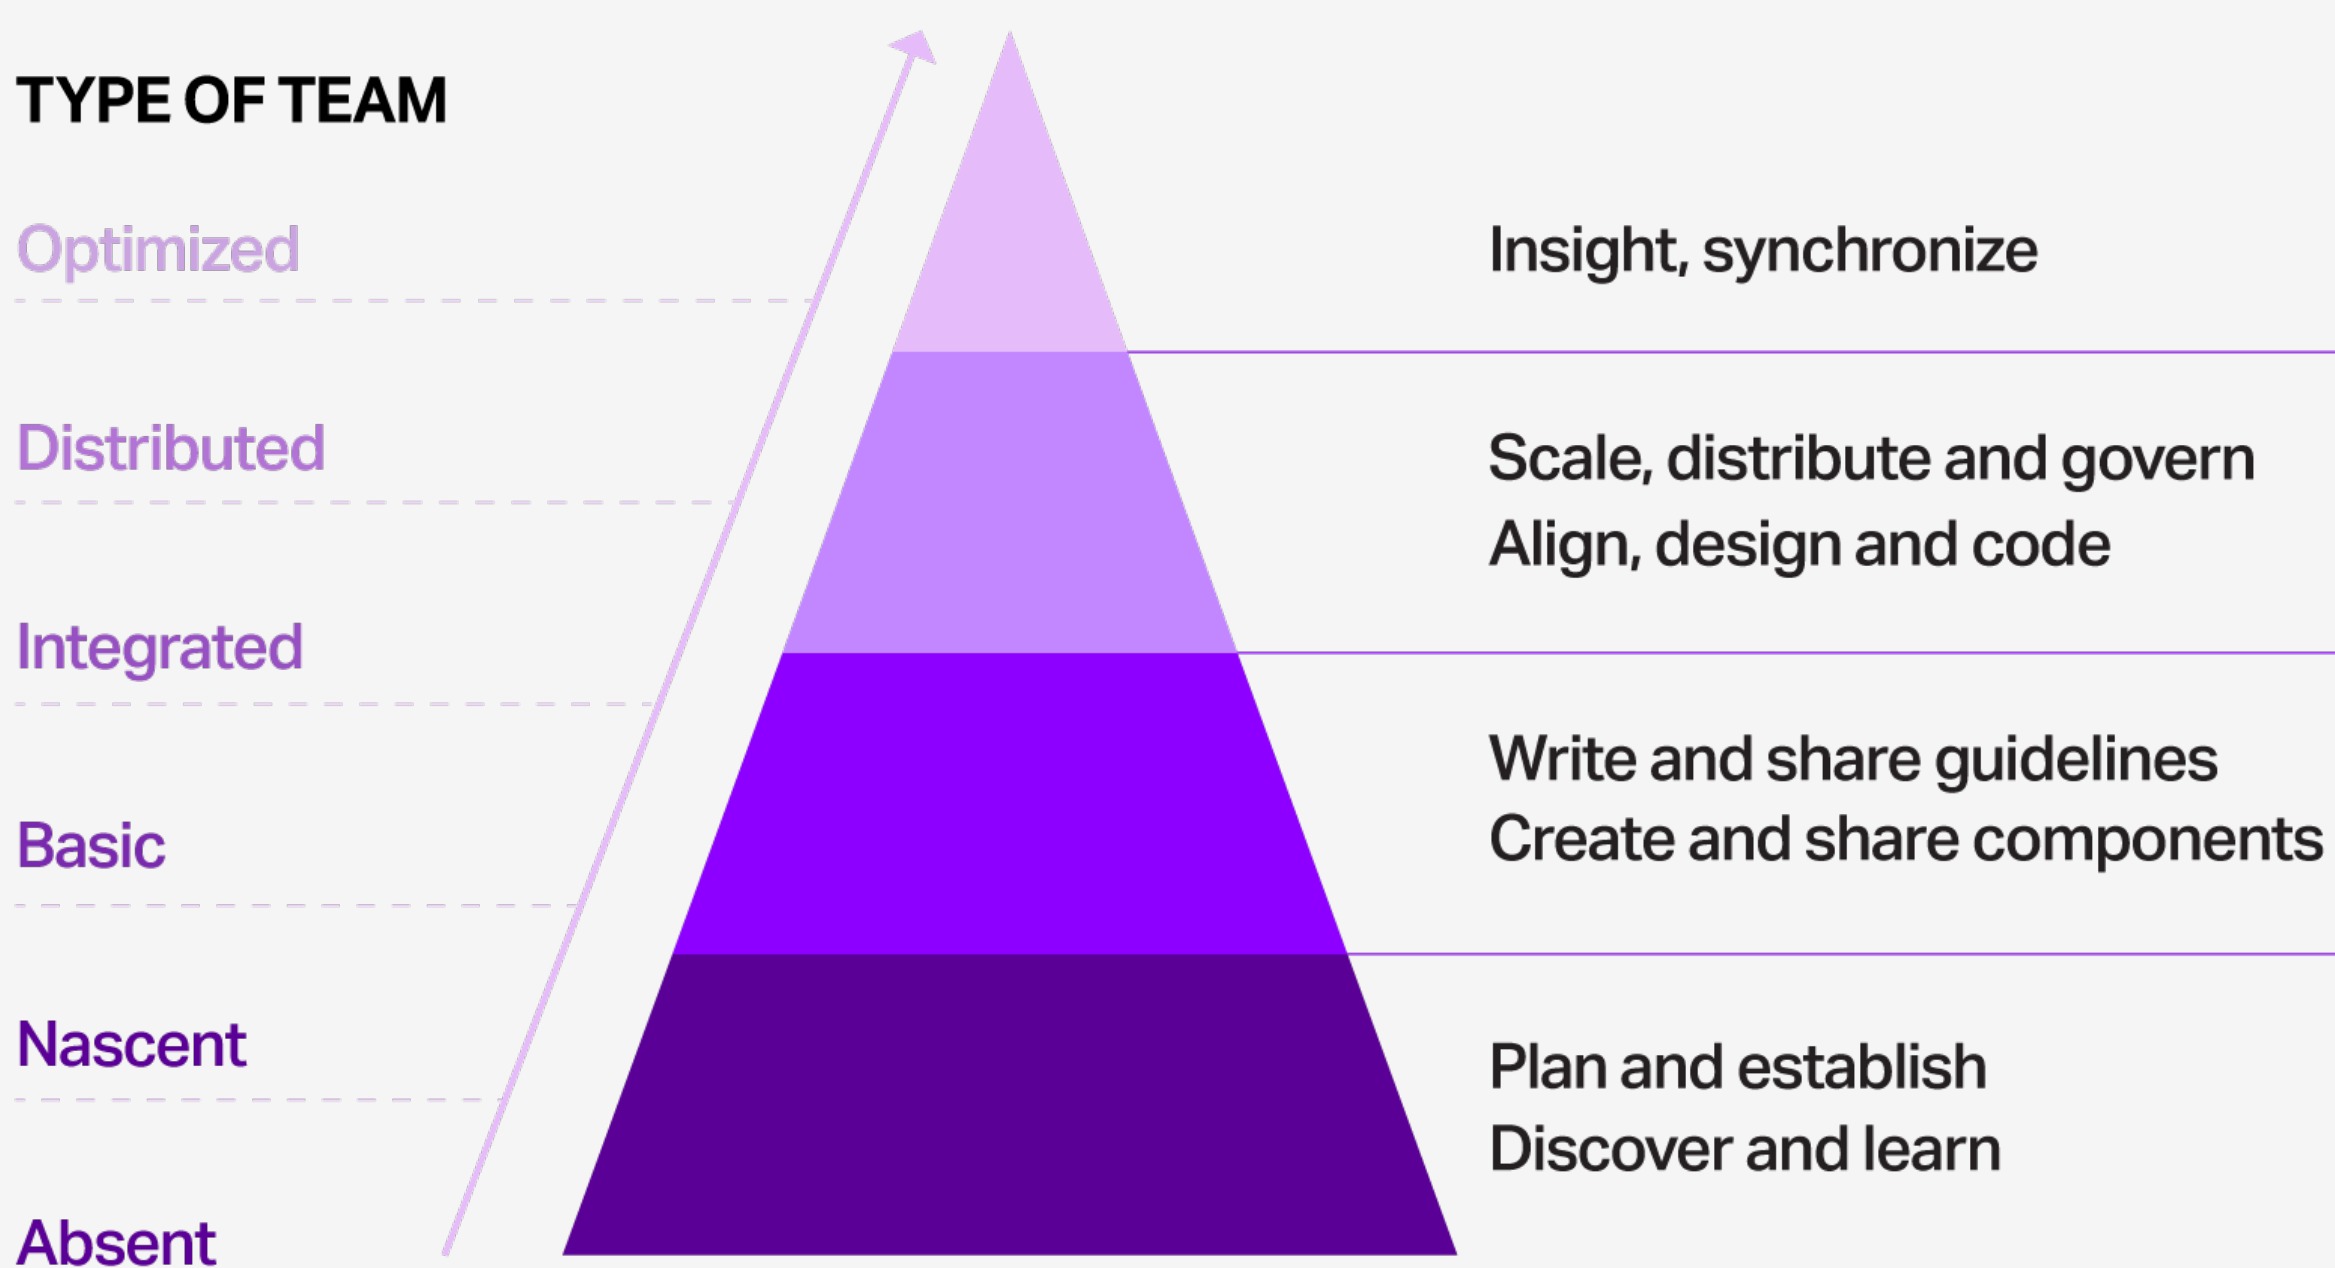 TYPE OF TEAM
Optimized
Distributed
Integrated
Basic
Nascent
Absent
Insight, synchronize
Scale, distribute and govern
Align, design and code
Write and share guidelines
Create and share components
Plan and establish
Discover and learn